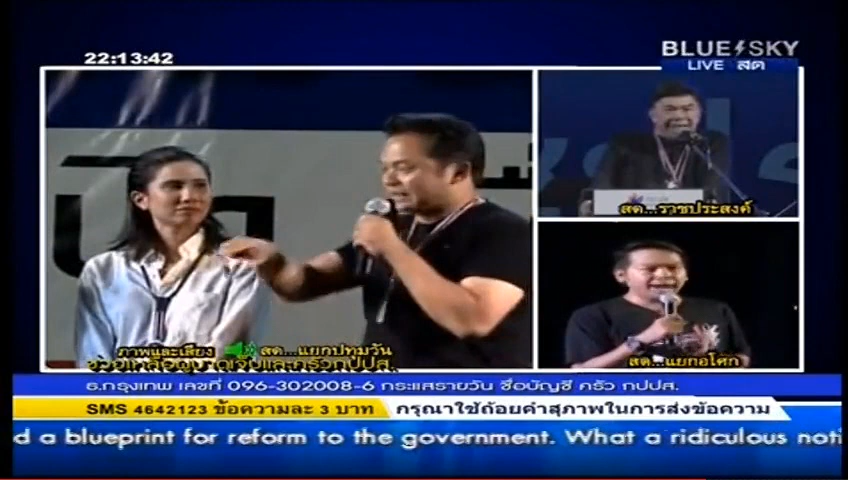 22:13:42
BLUE SKY
LIVE สด
สด...ราชประสงค์
ภาพและเสียง สด...แยกปทุมวัน
สด...แยกอโศก
ธ.กรุงเทพ เลขที่ 096-302008-6 กระแสรายวัน ชื่อบัญชี ครัว กปปส.
SMS 4642123 ข้อความละ 3 บาท
กรุณาใช้ถ้อยคำสุภาพในการส่งข้อความ
d a blueprint for reform to the government. What a ridiculous noti